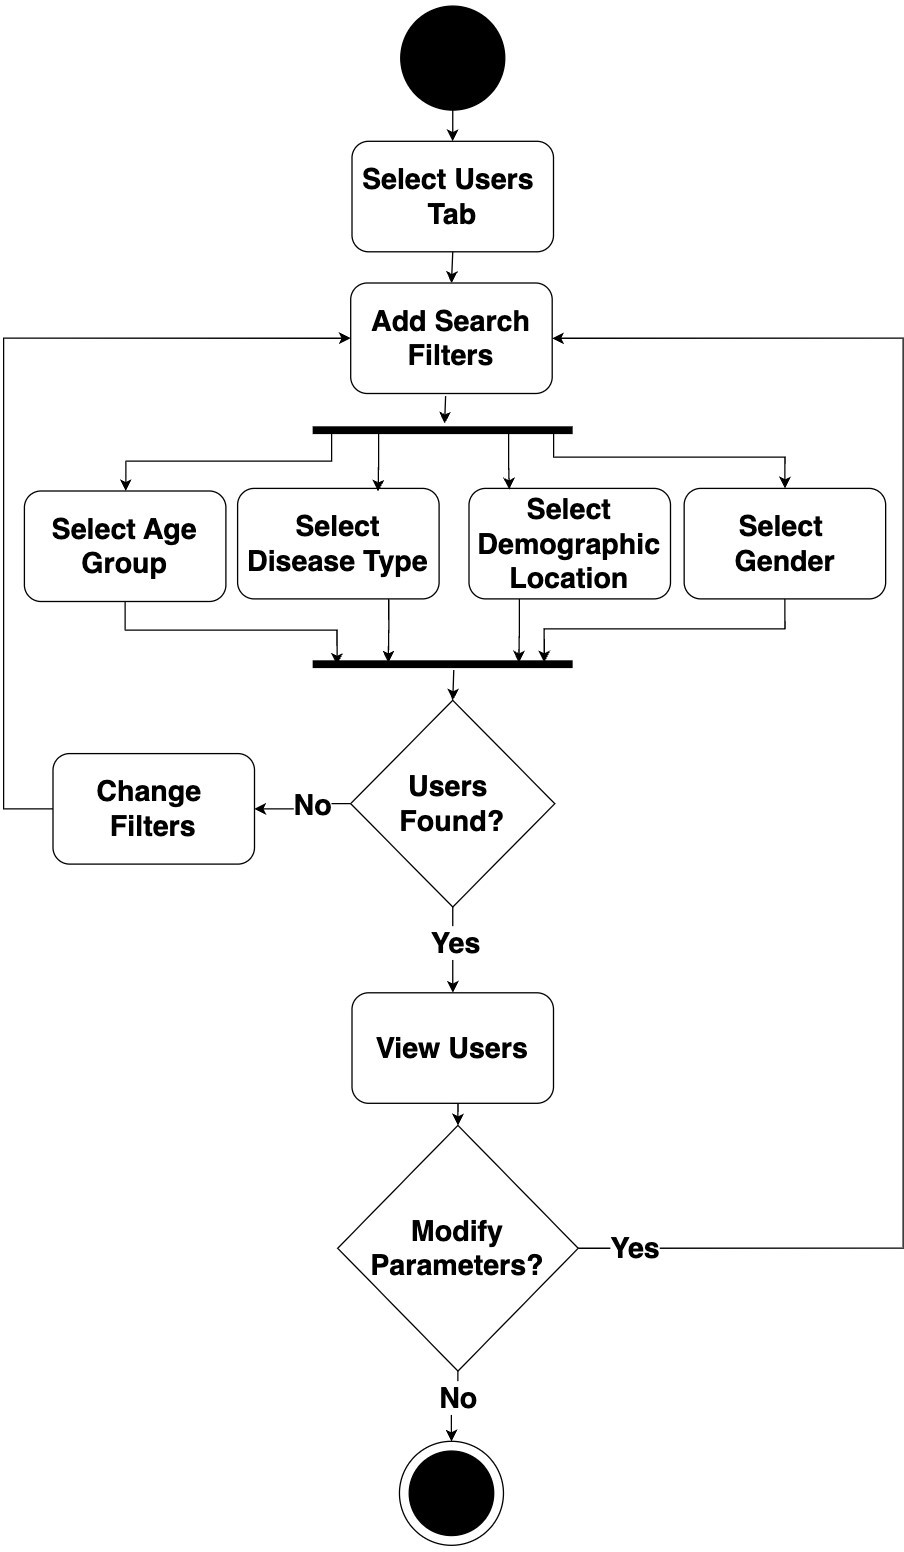 Select Users
Tab
Add Search
Filters
Select Age
Group
Select
Disease Type
Select
Demographic
Location
Select
Gender
Users
Found?
No
Change
Filters
Yes
View Users
Modify
Parameters?
Yes
No